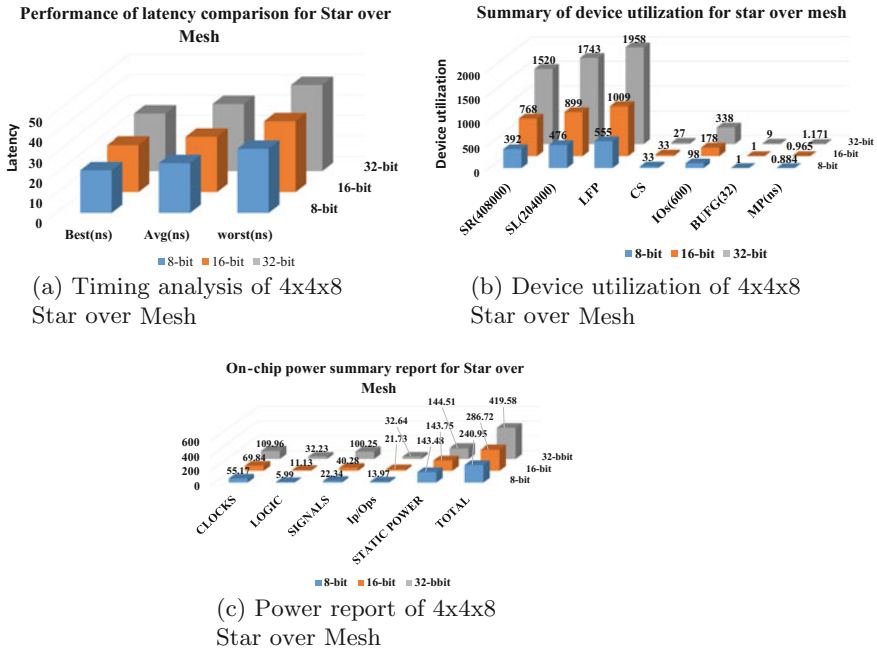 Performance of latency comparison for Star over
Mesh
Latency
50
40
30
20
10
0
Best(ns) Avg(ns) worst(ns)
32-bit
16-bit
8-bit
8-bit 16-bit 32-bit
(a) Timing analysis of 4x4x8
Star over Mesh
Summary of device utilization for star over mesh
Device utilization
2000
1500
1000
500
0
1520 1743 1958 27 338 9 1.171
768 899 1009 33 178 1 0.965
392 476 555 33 98 1 0.884
32-bit
16-bit
8-bit
SR(408000) SL(204000) LFP CS IOs(600) BUFG(32) MP(ns)
8-bit 16-bit 32-bit
(b) Device utilization of 4x4x8
Star over Mesh
On-chip power summary report for Star over
Mesh
600
400
200
0
109.96 32.23 100.25 32.64 144.51 419.58
69.84 11.13 40.28 21.73 143.75 286.72
55.17 5.99 22.34 13.97 143.48 240.95
32-bbit
16-bit
8-bit
CLOCKS LOGIC SIGNALS Ip/Ops STATIC POWER TOTAL
8-bit 16-bit 32-bbit
(c) Power report of 4x4x8
Star over Mesh